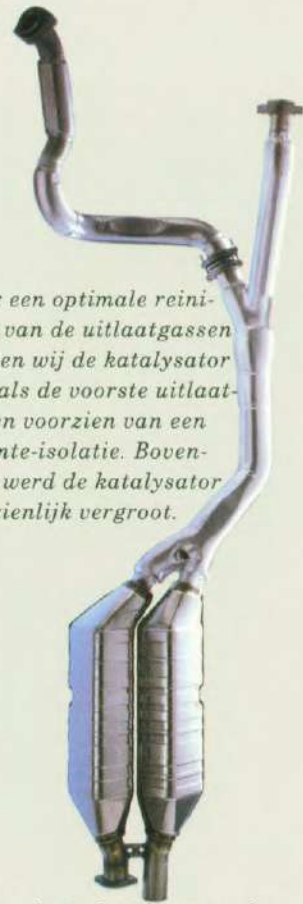 een optimale reini-
van de uitlaatgassen
en wij de katalysator
als de voorste uitlaat-
en voorzien van een
nte-isolatie. Boven-
werd de katalysator
ienlijk vergroot.